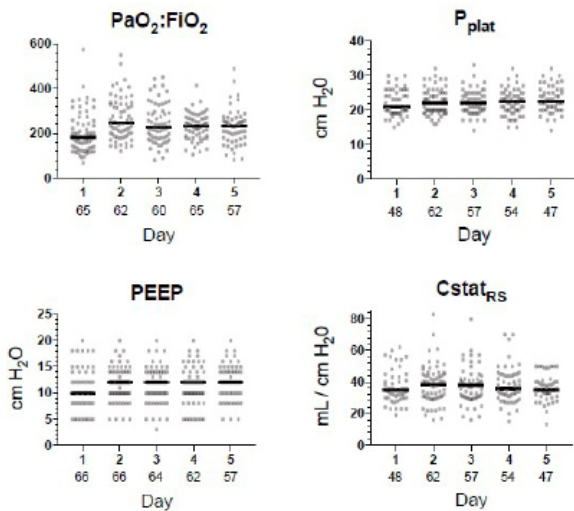 PaO₂:FiO₂
600
400
200
0
1 2 3 4 5
65 62 60 65 57
Day
P_plat
cm H₂0
40
30
20
10
0
1 2 3 4 5
48 62 57 54 47
Day
PEEP
cm H₂O
25
20
15
10
5
0
1 2 3 4 5
66 66 64 62 57
Day
Cstat_RS
mL / cm H₂0
80
60
40
20
0
1 2 3 4 5
48 62 57 54 47
Day